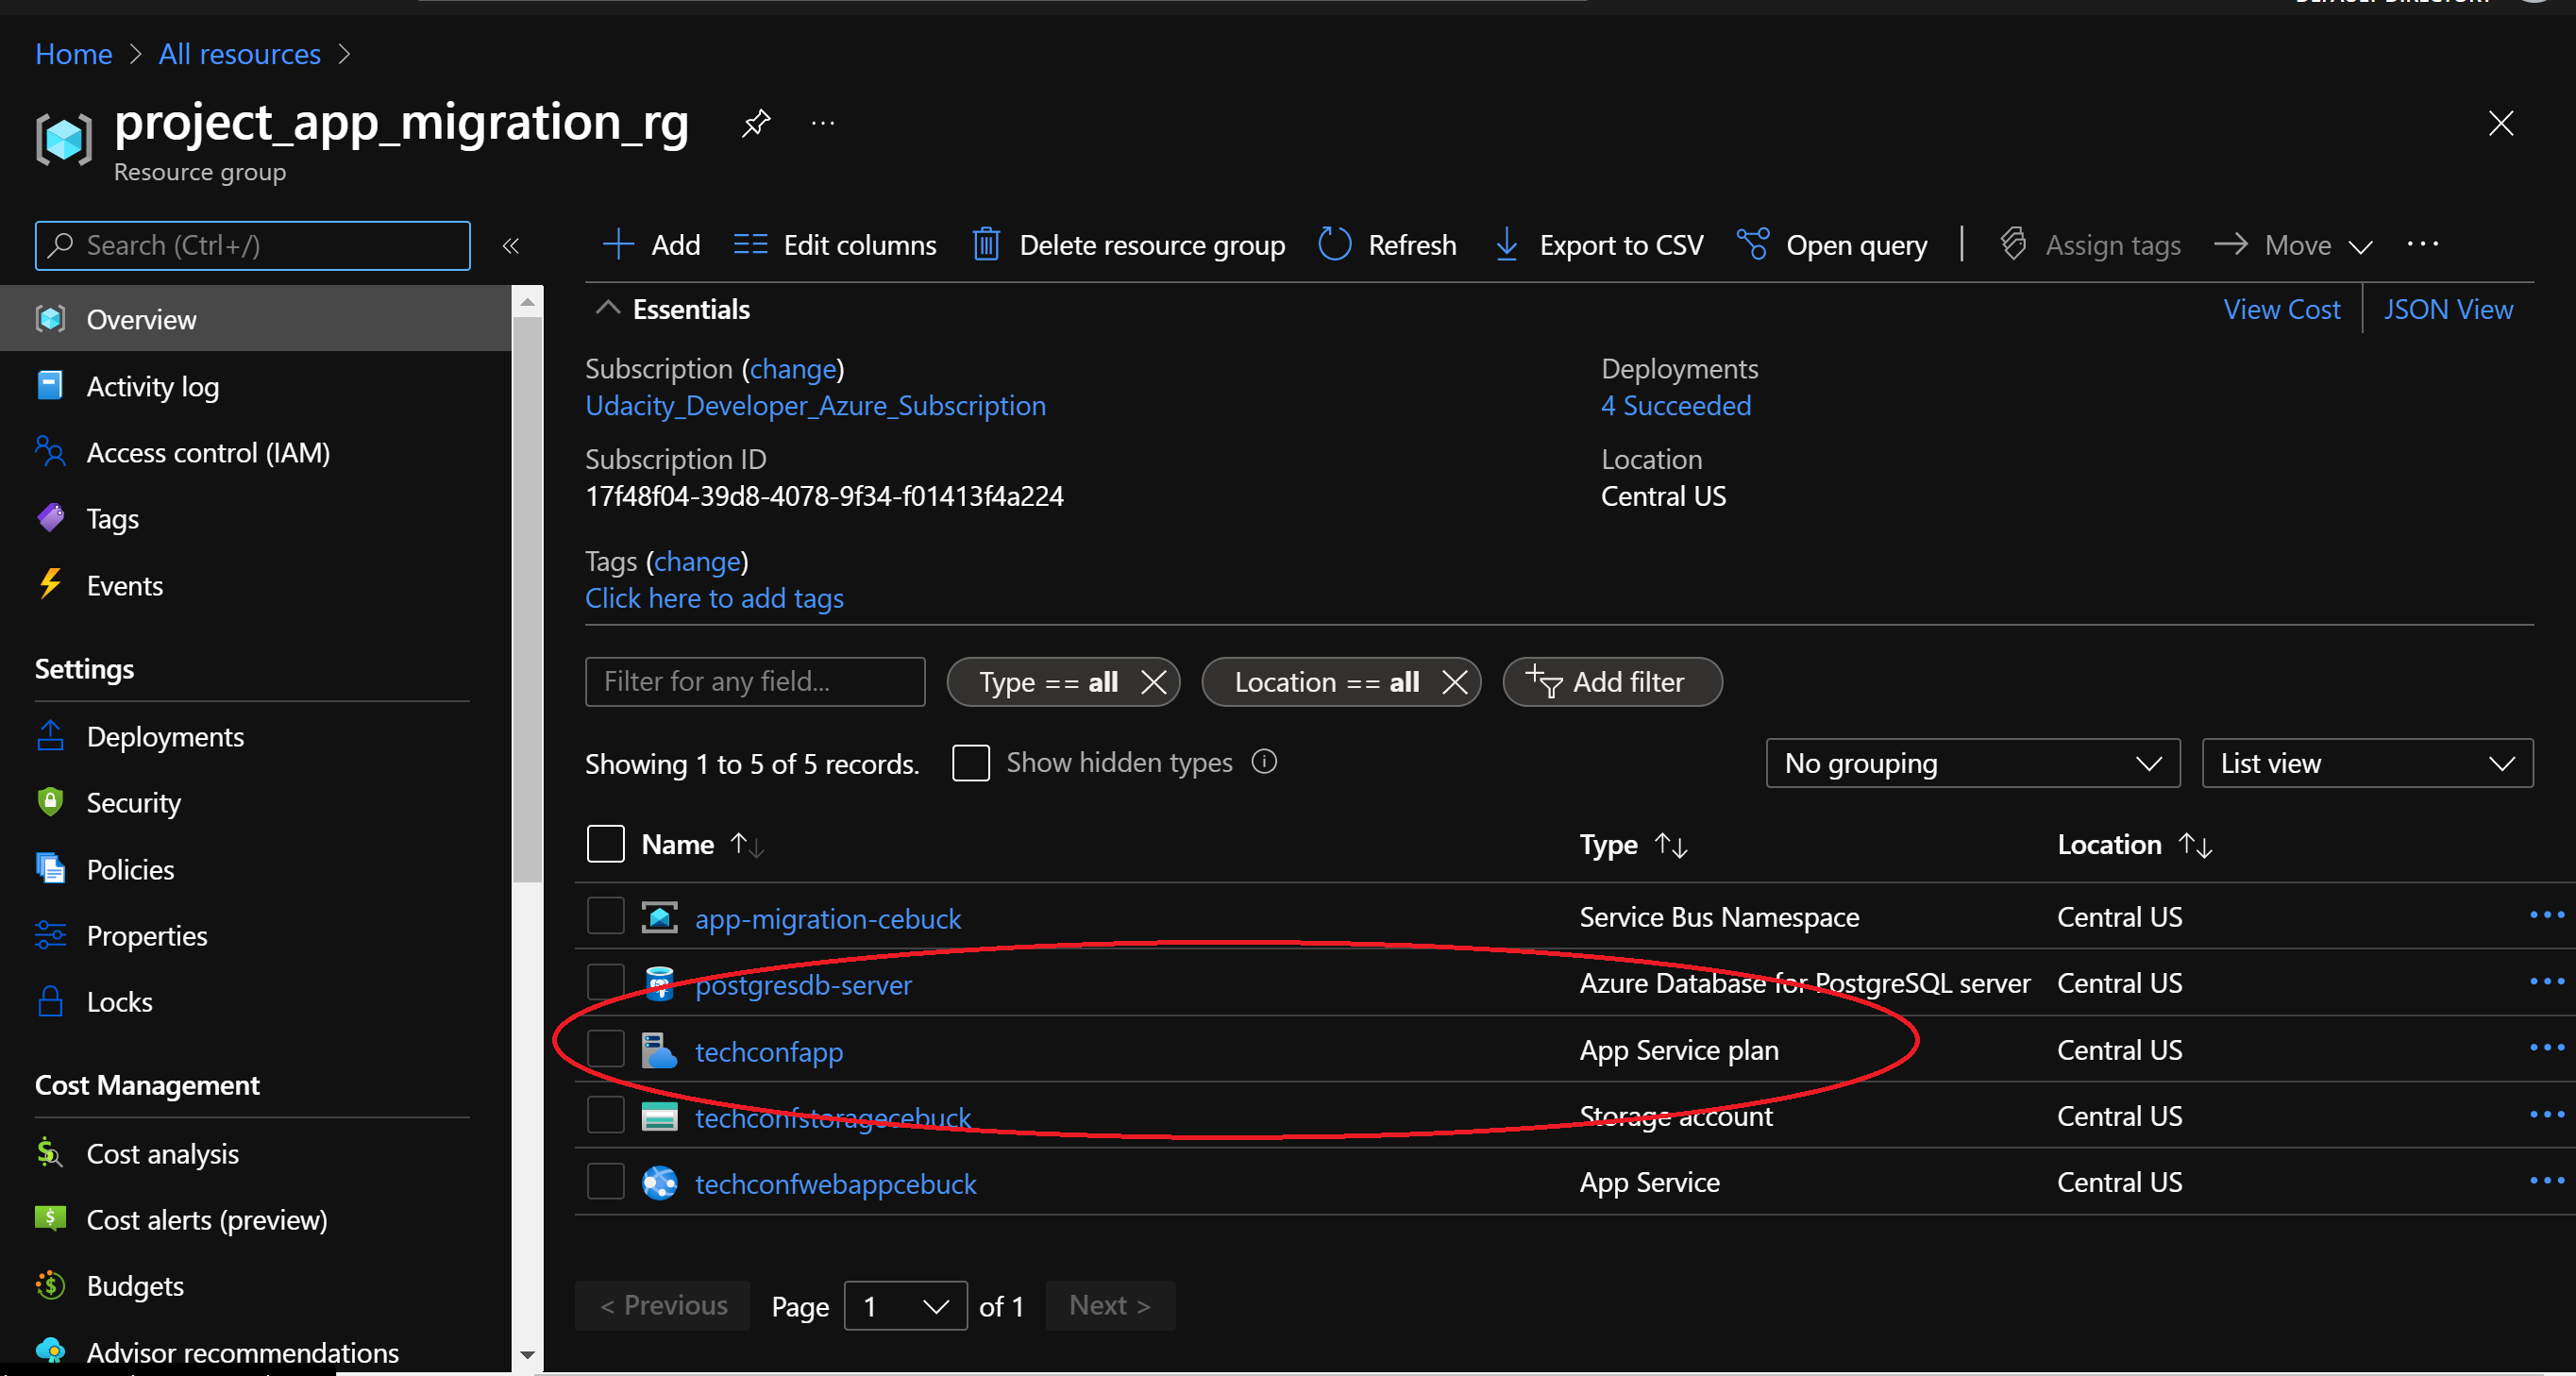 Home > All resources >
project_app_migration_rg
Resource group
Search (Ctrl+/)
«
Add
Edit columns
Delete resource group
Refresh
Export to CSV
Open query
Assign tags
Move
Overview
Activity log
Access control (IAM)
Tags
Events
Settings
Deployments
Security
Policies
Properties
Locks
Cost Management
Cost analysis
Cost alerts (preview)
Budgets
Advisor recommendations
Essentials
View Cost
JSON View
Subscription (change)
Udacity_Developer_Azure_Subscription
Deployments
4 Succeeded
Subscription ID
17f48f04-39d8-4078-9f34-f01413f4a224
Location
Central US
Tags (change)
Click here to add tags
Filter for any field...
Type == all
Location == all
Add filter
Showing 1 to 5 of 5 records.
Show hidden types
No grouping
List view
Name Type Location
app-migration-cebuck Service Bus Namespace Central US
postgresdb-server Azure Database for PostgreSQL server Central US
techconfapp App Service plan Central US
techconfstoragecebuck Storage account Central US
techconfwebappcebuck App Service Central US
< Previous Page 1 of 1 Next >